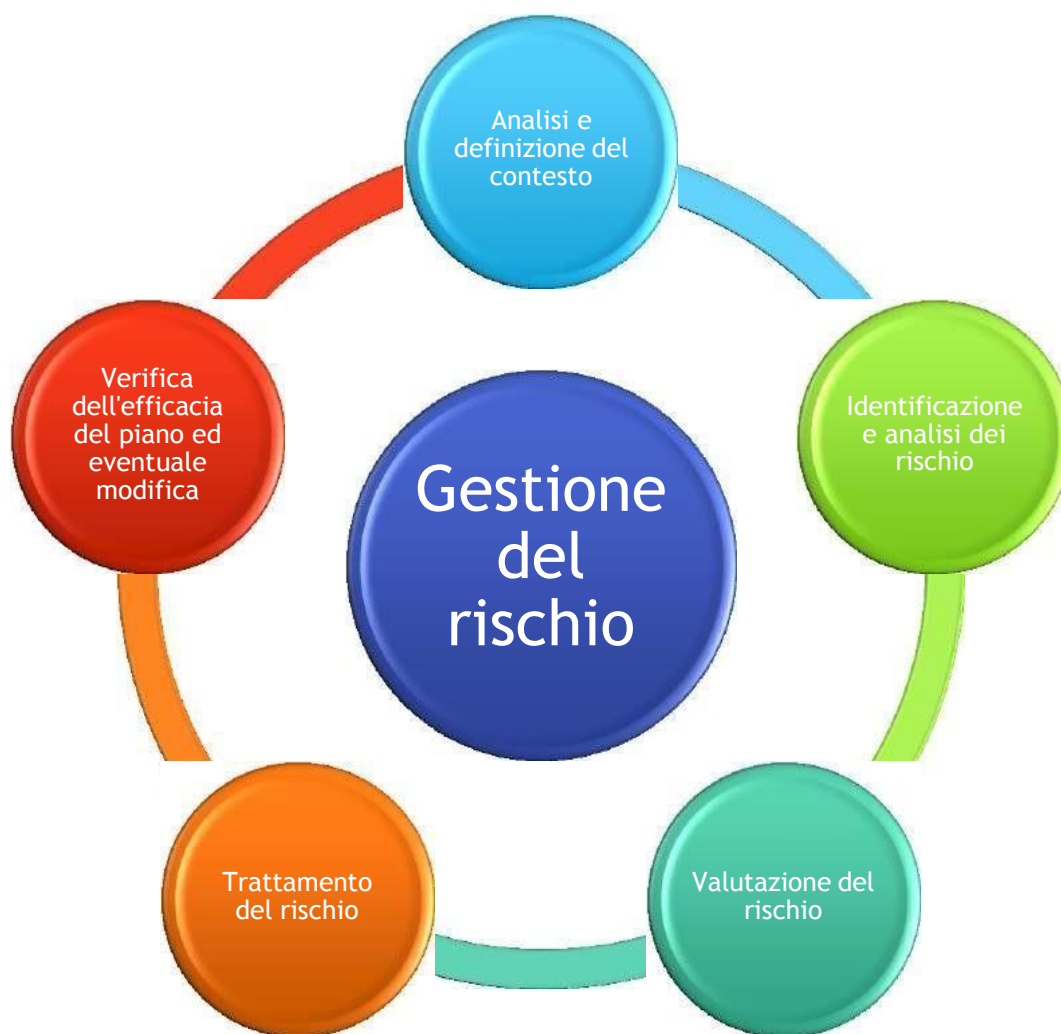 Analisi e
definizione del
contesto
Verifica
dell'efficacia
del piano ed
eventuale
modifica
Identificazione
e analisi dei
rischio
Gestione
del
rischio
Trattamento
del rischio
Valutazione del
rischio